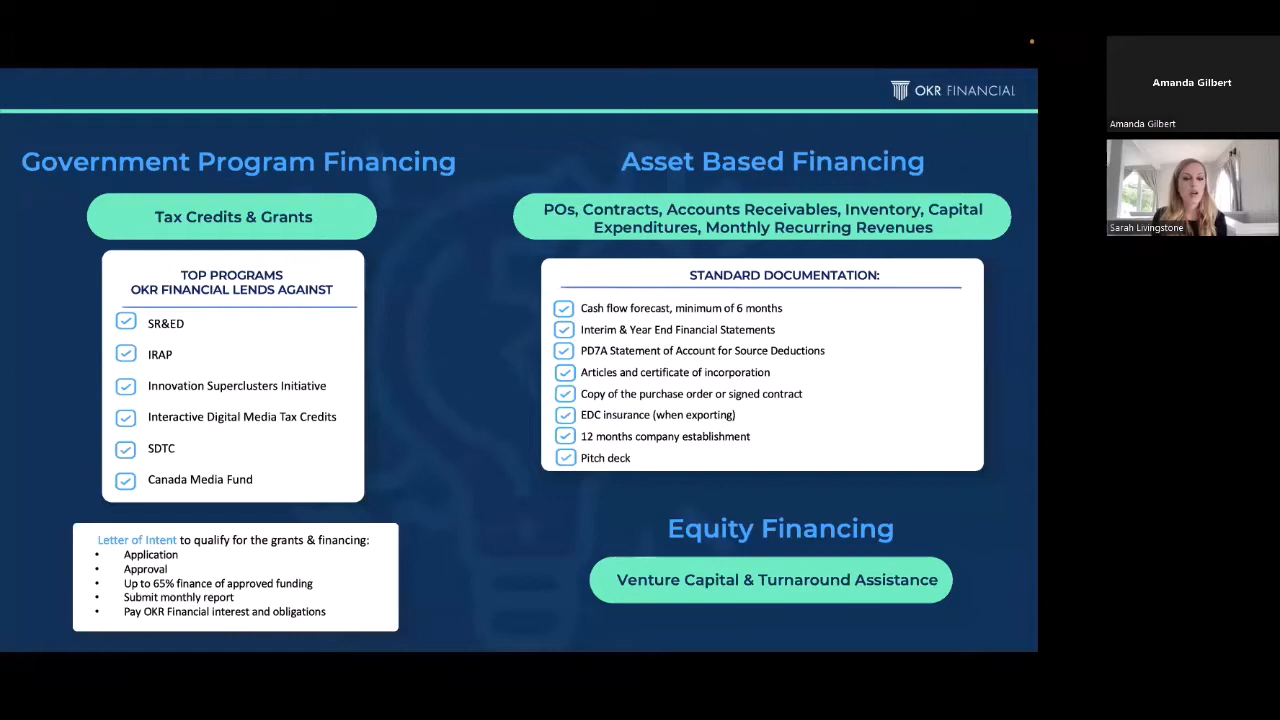 OKR FINANCIAL
Government Program Financing
Tax Credits & Grants
TOP PROGRAMS
OKR FINANCIAL LENDS AGAINST
SR&ED
IRAP
Innovation Superclusters Initiative
Interactive Digital Media Tax Credits
SDTC
Canada Media Fund
Letter of Intent to qualify for the grants & financing:
• Application
• Approval
• Up to 65% finance of approved funding
• Submit monthly report
• Pay OKR Financial interest and obligations
Asset Based Financing
POs, Contracts, Accounts Receivables, Inventory, Capital
Expenditures, Monthly Recurring Revenues
STANDARD DOCUMENTATION:
Cash flow forecast, minimum of 6 months
Interim & Year End Financial Statements
PD7A Statement of Account for Source Deductions
Articles and certificate of incorporation
Copy of the purchase order or signed contract
EDC insurance (when exporting)
12 months company establishment
Pitch deck
Equity Financing
Venture Capital & Turnaround Assistance
Amanda Gilbert
Amanda Gilbert
Sarah Livingstone